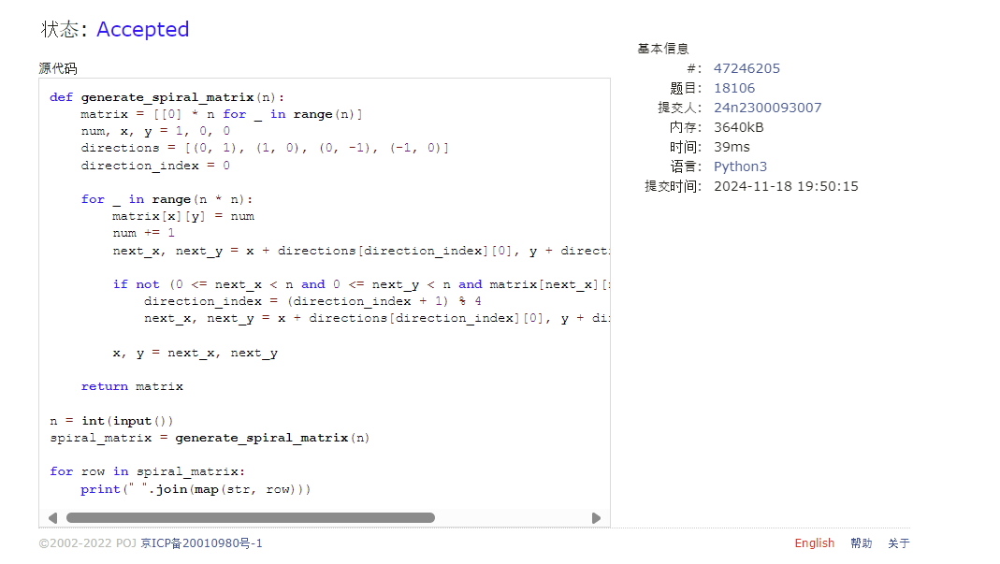 状态: Accepted
源代码
def generate_spiral_matrix(n):
    matrix = [[0] * n for _ in range(n)]
    num, x, y = 1, 0, 0
    directions = [(0, 1), (1, 0), (0, -1), (-1, 0)]
    direction_index = 0

    for _ in range(n * n):
        matrix[x][y] = num
        num += 1
        next_x, next_y = x + directions[direction_index][0], y + directi

        if not (0 <= next_x < n and 0 <= next_y < n and matrix[next_x][
            direction_index = (direction_index + 1) % 4
            next_x, next_y = x + directions[direction_index][0], y + di

        x, y = next_x, next_y

    return matrix

n = int(input())
spiral_matrix = generate_spiral_matrix(n)

for row in spiral_matrix:
    print(" ".join(map(str, row)))
基本信息
#: 47246205
题目: 18106
提交人: 24n2300093007
内存: 3640kB
时间: 39ms
语言: Python3
提交时间: 2024-11-18 19:50:15
©2002-2022 POJ 京ICP备20010980号-1
English 帮助 关于